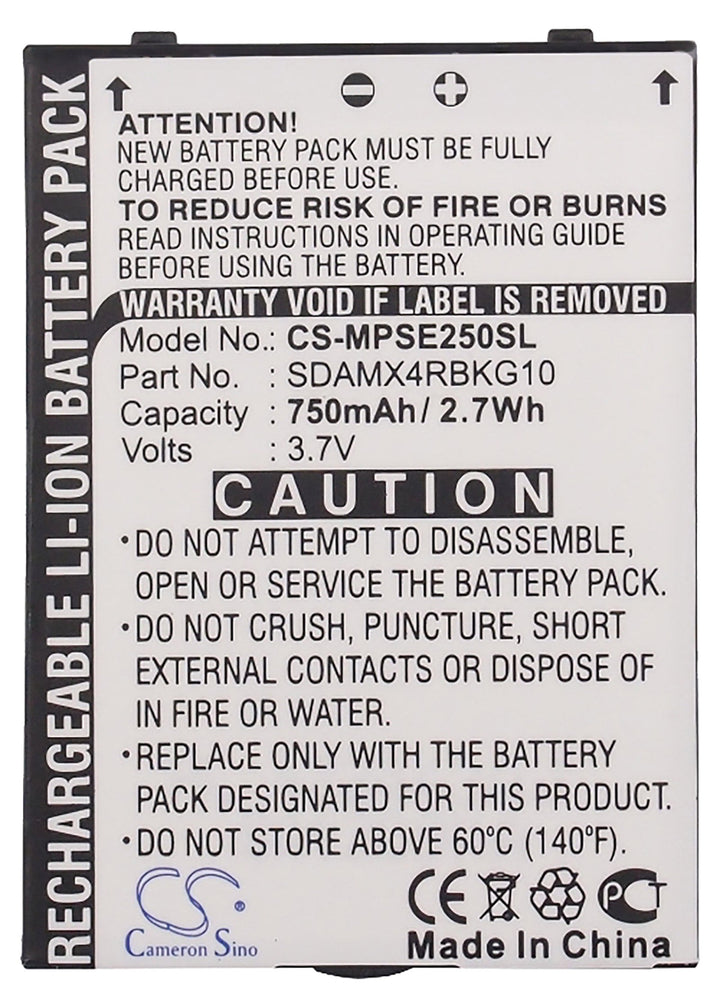 RECHARGEABLE LI-ION BATTERY PACK
ATTENTION!
NEW BATTERY PACK MUST BE FULLY
CHARGED BEFORE USE.
TO REDUCE RISK OF FIRE OR BURNS
READ INSTRUCTIONS IN OPERATING GUIDE
BEFORE USING THE BATTERY.
WARRANTY VOID IF LABEL IS REMOVED
Model No.: CS-MPSE250SL
Part No. : SDAMX4RBKG10
Capacity : 750mAh/ 2.7Wh
Volts : 3.7V
CAUTION
•DO NOT ATTEMPT TO DISASSEMBLE,
OPEN OR SERVICE THE BATTERY PACK.
•DO NOT CRUSH, PUNCTURE, SHORT
EXTERNAL CONTACTS OR DISPOSE OF
IN FIRE OR WATER.
•REPLACE ONLY WITH THE BATTERY
PACK DESIGNATED FOR THIS PRODUCT.
•DO NOT STORE ABOVE 60°C (140°F).
CS
Cameron Sino
CE PCT
Made in China